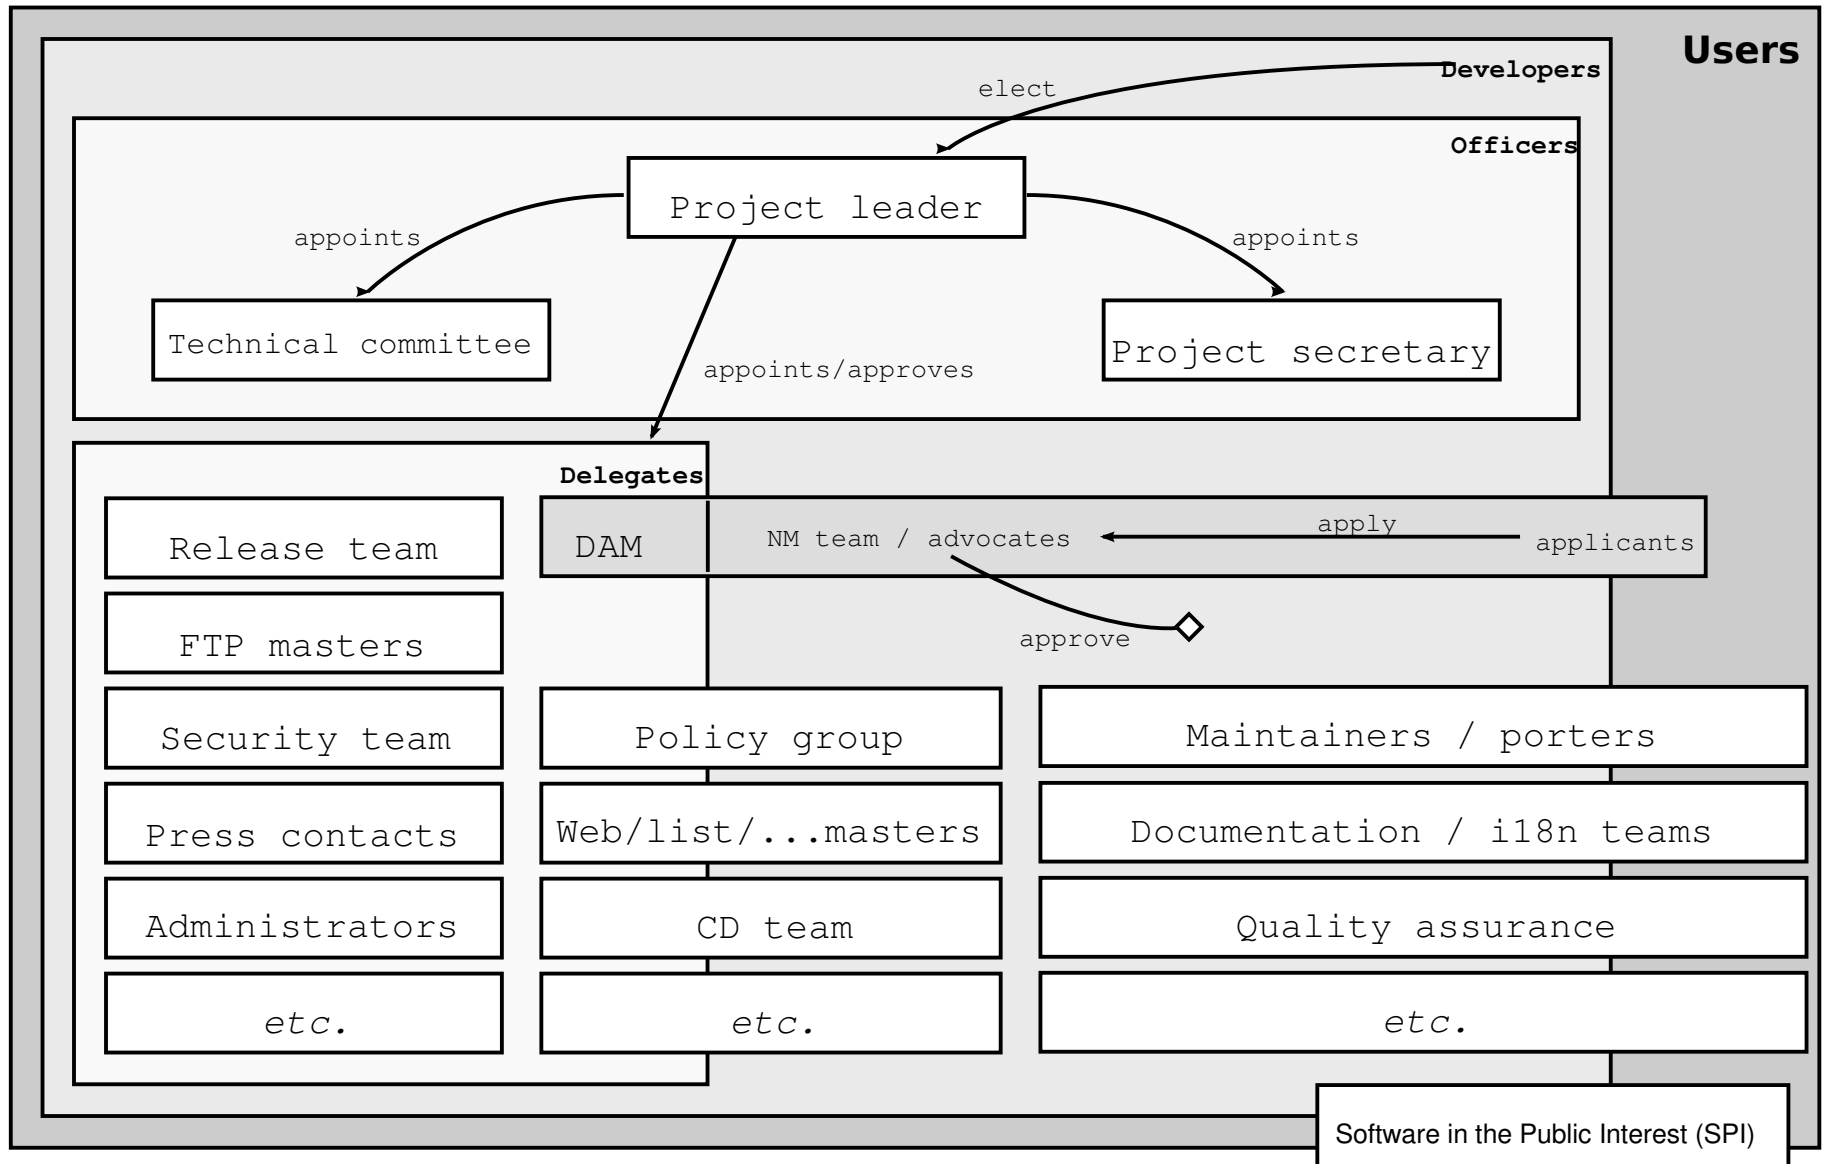 Users
Developers
elect
Officers
Project leader
appoints
appoints
Technical committee
Project secretary
appoints/approves
Delegates
Release team
DAM
NM team / advocates
apply
applicants
FTP masters
approve
Security team
Policy group
Maintainers / porters
Press contacts
Web/list/...masters
Documentation / i18n teams
Administrators
CD team
Quality assurance
etc.
etc.
etc.
Software in the Public Interest (SPI)